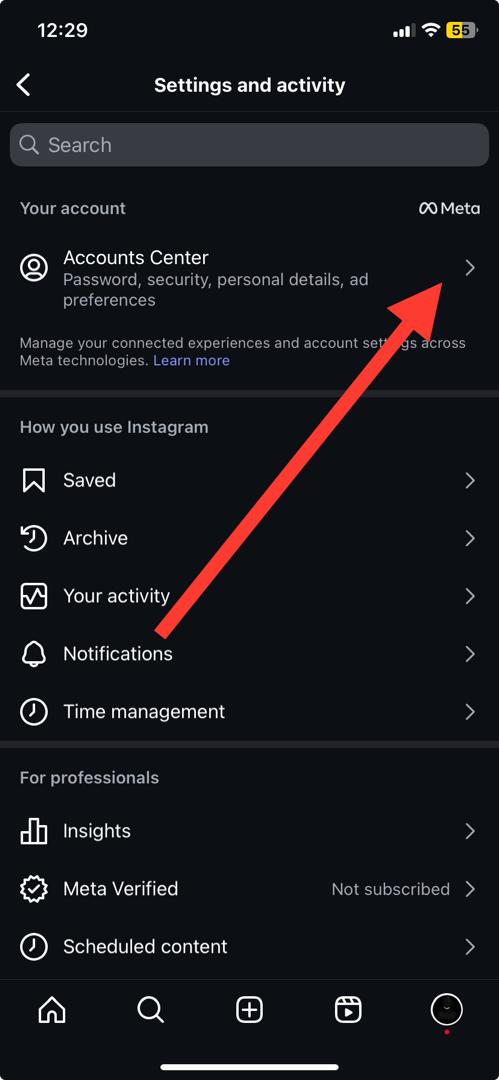 12:29
55
Settings and activity
Search
Your account
Meta
Accounts Center
Password, security, personal details, ad
preferences
Manage your connected experiences and account settings across
Meta technologies. Learn more
How you use Instagram
Saved
Archive
Your activity
Notifications
Time management
For professionals
Insights
Meta Verified
Not subscribed
Scheduled content